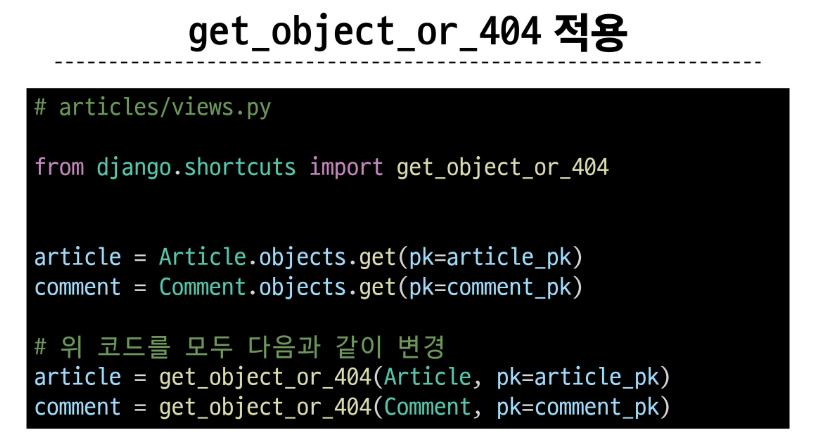 get_object_or_404 적용
# articles/views.py
from django.shortcuts import get_object_or_404
article = Article.objects.get(pk=article_pk)
comment = Comment.objects.get(pk=comment_pk)
# 위 코드를 모두 다음과 같이 변경
article = get_object_or_404(Article, pk=article_pk)
comment = get_object_or_404(Comment, pk=comment_pk)